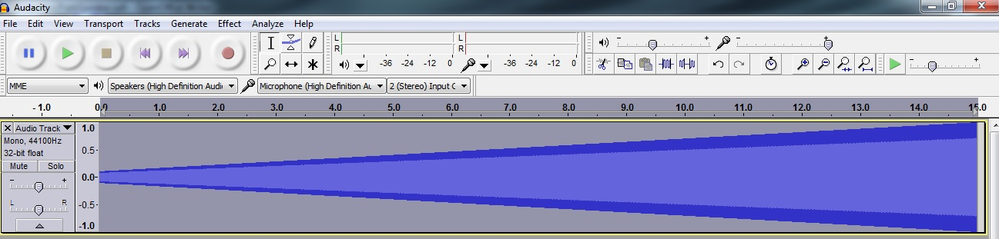 Audacity
File Edit View Transport Tracks Generate Effect Analyze Help
L L
R R
-36 -24 -12 0 -36 -24 -12 0
MME Speakers (High Definition Audi Microphone (High Definition Au 2 (Stereo) Input C
- 1.0 0.0 1.0 2.0 3.0 4.0 5.0 6.0 7.0 8.0 9.0 10.0 11.0 12.0 13.0 14.0 15.0
X Audio Track 1.0
Mono, 44100Hz
32-bit float 0.5
Mute Solo
- + 0.0
L R -0.5
-1.0